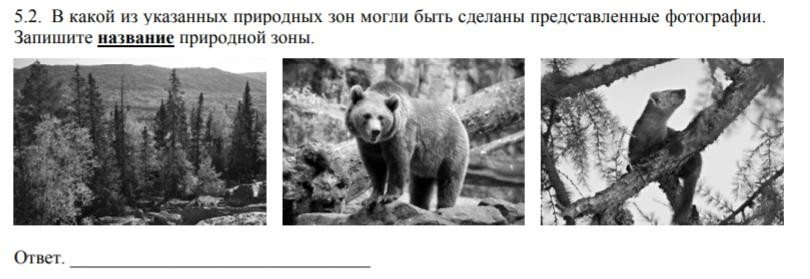 5.2. В какой из указанных природных зон могли быть сделаны представленные фотографии.
Запишите название природной зоны.
Ответ.